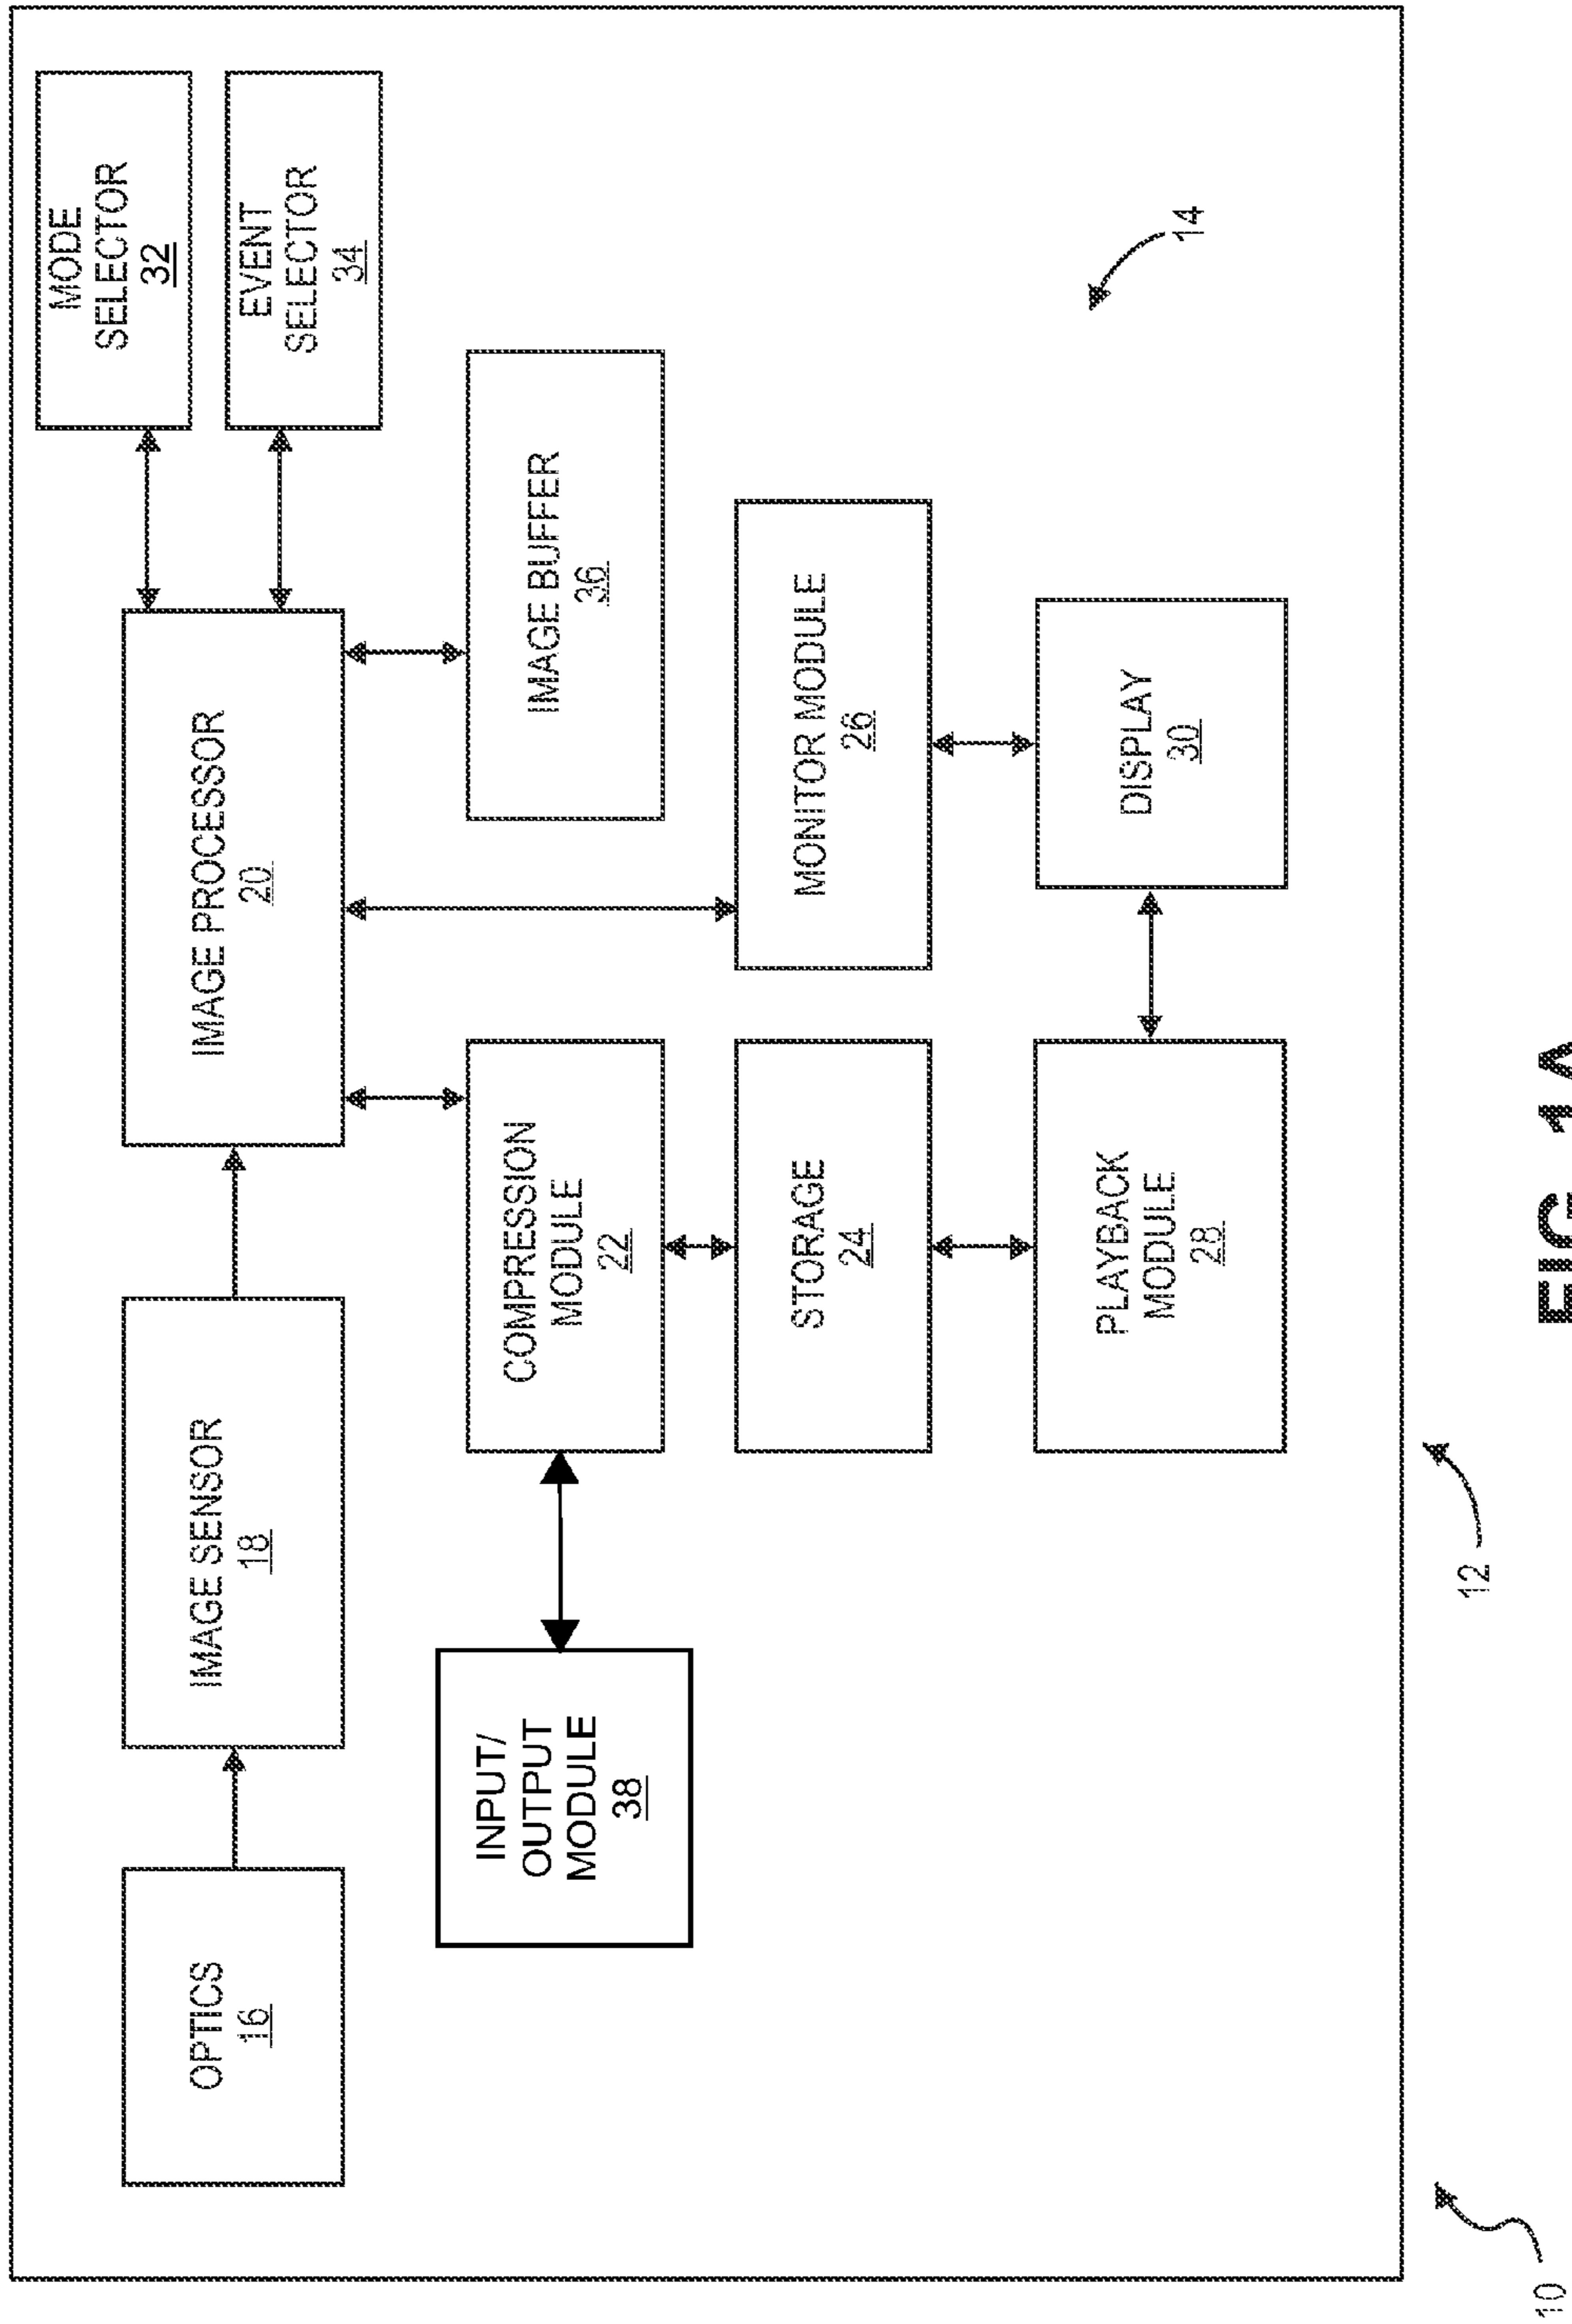 OPTICS
16
IMAGE SENSOR
18
IMAGE PROCESSOR
20
MODE
SELECTOR
32
EVENT
SELECTOR
34
INPUT/
OUTPUT
MODULE
38
COMPRESSION
MODULE
22
IMAGE BUFFER
36
STORAGE
24
MONITOR MODULE
26
PLAYBACK
MODULE
28
DISPLAY
30
14
12
10
FIG. 1A